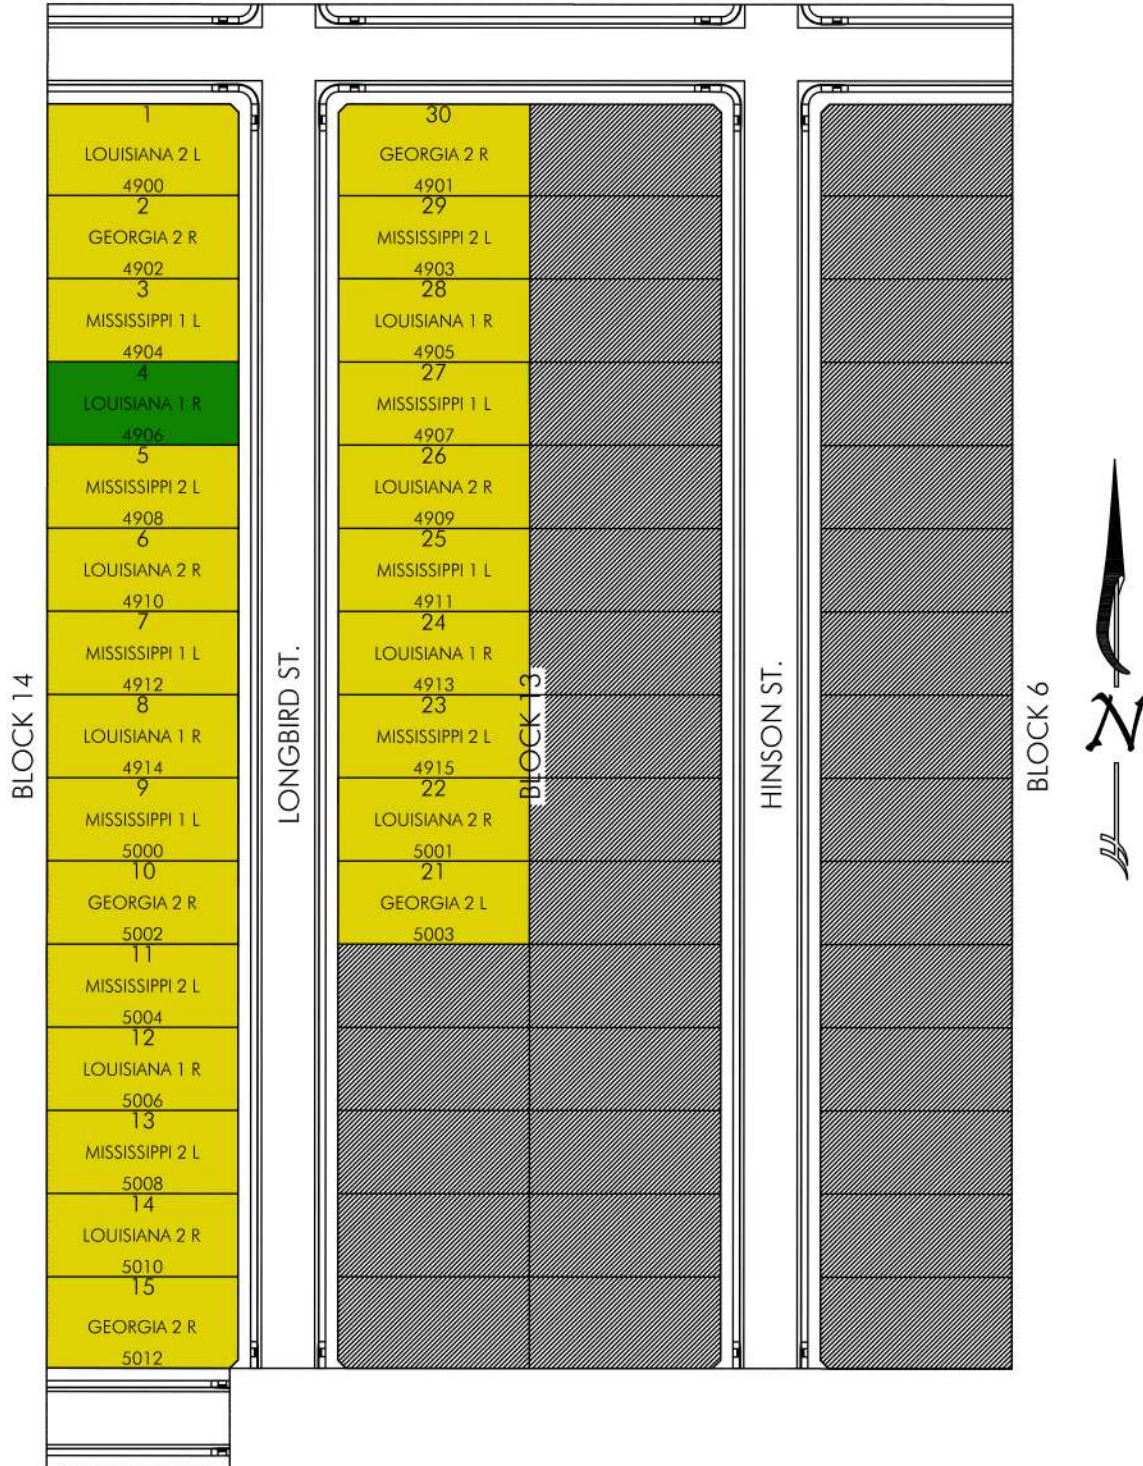 1
LOUISIANA 2 L
4900
2
GEORGIA 2 R
4902
3
MISSISSIPPI 1 L
4904
4
LOUISIANA 1 R
4906
5
MISSISSIPPI 2 L
4908
6
LOUISIANA 2 R
4910
7
MISSISSIPPI 1 L
4912
8
LOUISIANA 1 R
4914
9
MISSISSIPPI 1 L
5000
10
GEORGIA 2 R
5002
11
MISSISSIPPI 2 L
5004
12
LOUISIANA 1 R
5006
13
MISSISSIPPI 2 L
5008
14
LOUISIANA 2 R
5010
15
GEORGIA 2 R
5012
30
GEORGIA 2 R
4901
29
MISSISSIPPI 2 L
4903
28
LOUISIANA 1 R
4905
27
MISSISSIPPI 1 L
4907
26
LOUISIANA 2 R
4909
25
MISSISSIPPI 1 L
4911
24
LOUISIANA 1 R
4913
23
MISSISSIPPI 2 L
4915
22
LOUISIANA 2 R
5001
21
GEORGIA 2 L
5003
BLOCK 14
LONGBIRD ST.
BLOCK 13
HINSON ST.
BLOCK 6
N